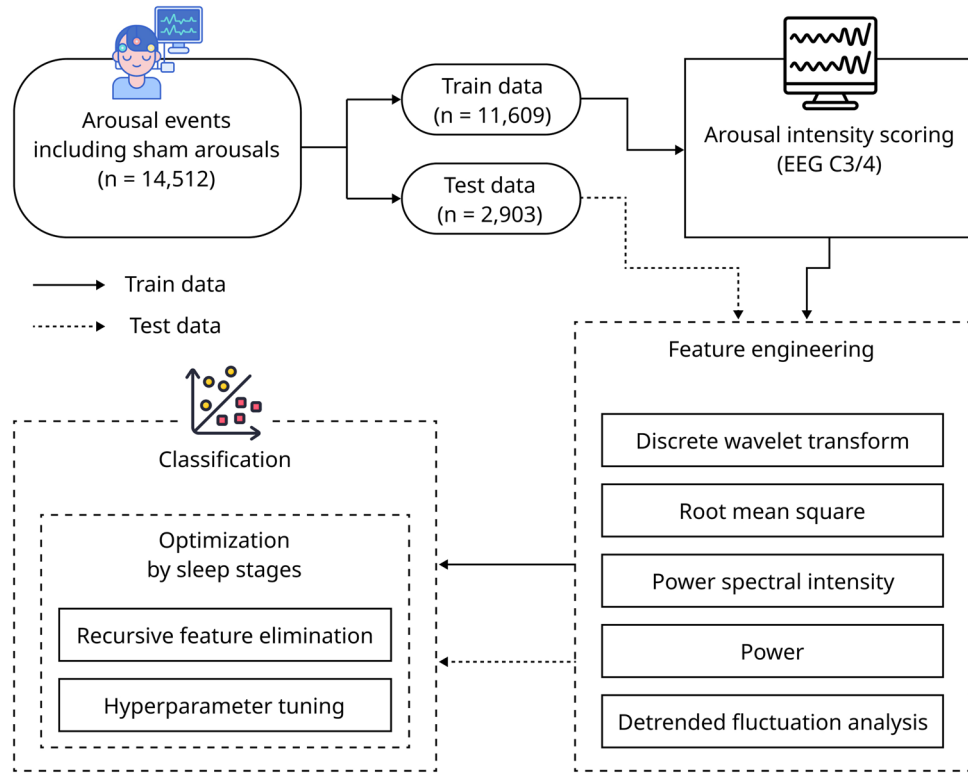 Arousal events
including sham arousals
(n = 14,512)
Train data
(n = 11,609)
Test data
(n = 2,903)
Arousal intensity scoring
(EEG C3/4)
Train data
Test data
Feature engineering
Discrete wavelet transform
Root mean square
Power spectral intensity
Power
Detrended fluctuation analysis
Classification
Optimization
by sleep stages
Recursive feature elimination
Hyperparameter tuning